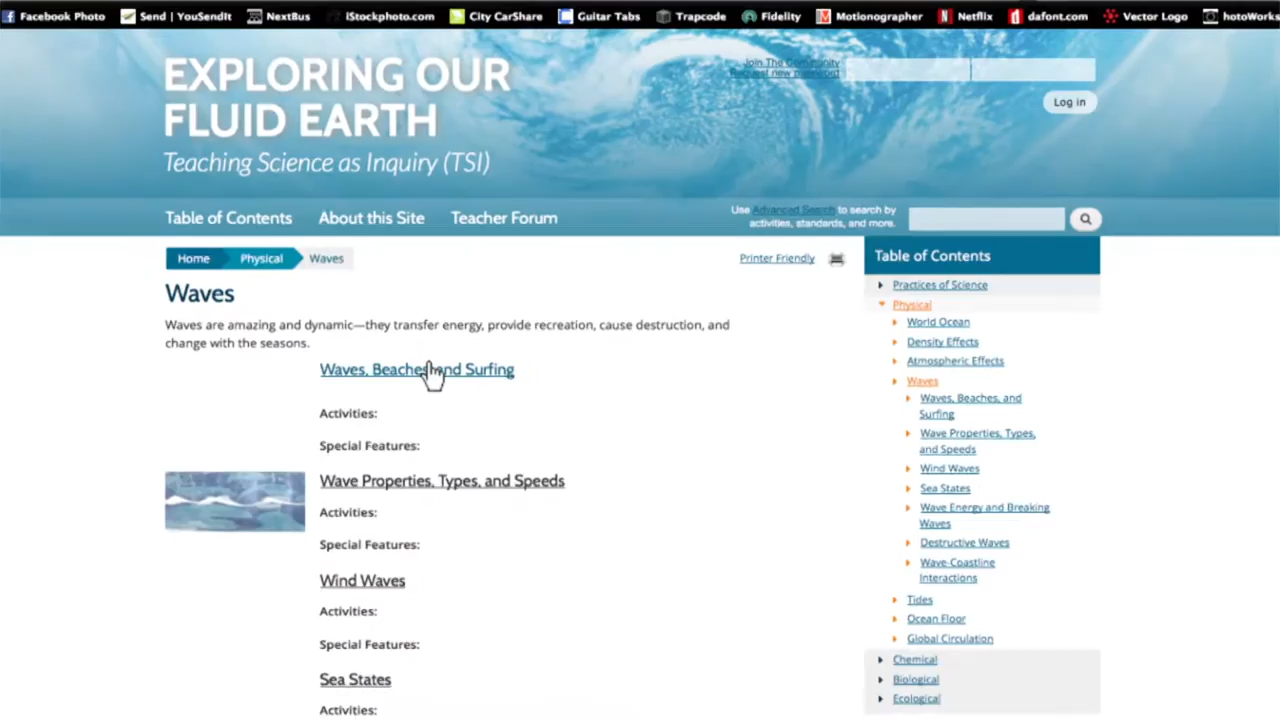 Facebook Photo Send | YouSendIt NextBus iStockphoto.com City CarShare Guitar Tabs Trapcode Fidelity Motionographer Netflix dafont.com Vector Logo hotoWorks
EXPLORING OUR
FLUID EARTH
Teaching Science as Inquiry (TSI)
Join The Community
Request new password
Log in
Table of Contents About this Site Teacher Forum
Use Advanced Search to search by
activities, standards, and more.
Home Physical Waves
Printer Friendly
Waves
Waves are amazing and dynamic—they transfer energy, provide recreation, cause destruction, and
change with the seasons.
Waves, Beaches and Surfing
Activities:
Special Features:
Wave Properties, Types, and Speeds
Activities:
Special Features:
Wind Waves
Activities:
Special Features:
Sea States
Activities:
Table of Contents
Practices of Science
Physical
World Ocean
Density Effects
Atmospheric Effects
Waves
Waves, Beaches, and
Surfing
Wave Properties, Types,
and Speeds
Wind Waves
Sea States
Wave Energy and Breaking
Waves
Destructive Waves
Wave-Coastline
Interactions
Tides
Ocean Floor
Global Circulation
Chemical
Biological
Ecological